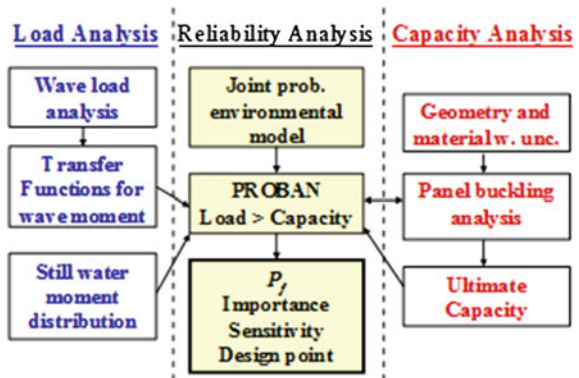 Load Analysis
Wave load
analysis
Transfer
Functions for
wave moment
Still water
moment
distribution
Reliability Analysis
Joint prob.
environmental
model
PROBAN
Load > Capacity
Pf
Importance
Sensitivity
Design point
Capacity Analysis
Geometry and
material w. unc.
Panel buckling
analysis
Ultimate
Capacity